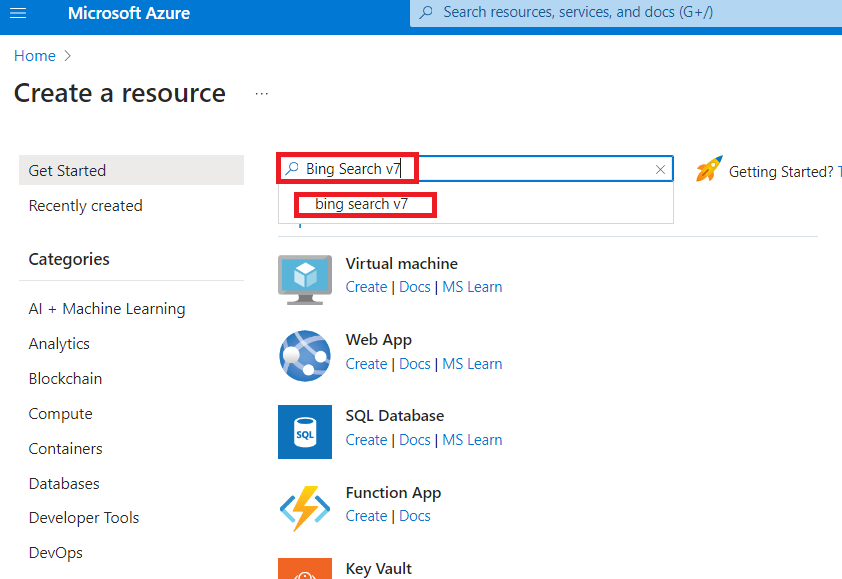 Microsoft Azure
Search resources, services, and docs (G+/)
Home
Create a resource
...
Get Started
Recently created
Categories
AI + Machine Learning
Analytics
Blockchain
Compute
Containers
Databases
Developer Tools
DevOps
Bing Search v7
bing search v7
Getting Started? T
Virtual machine
Create | Docs | MS Learn
Web App
Create | Docs | MS Learn
SQL
SQL Database
Create | Docs | MS Learn
Function App
Create | Docs
Key Vault